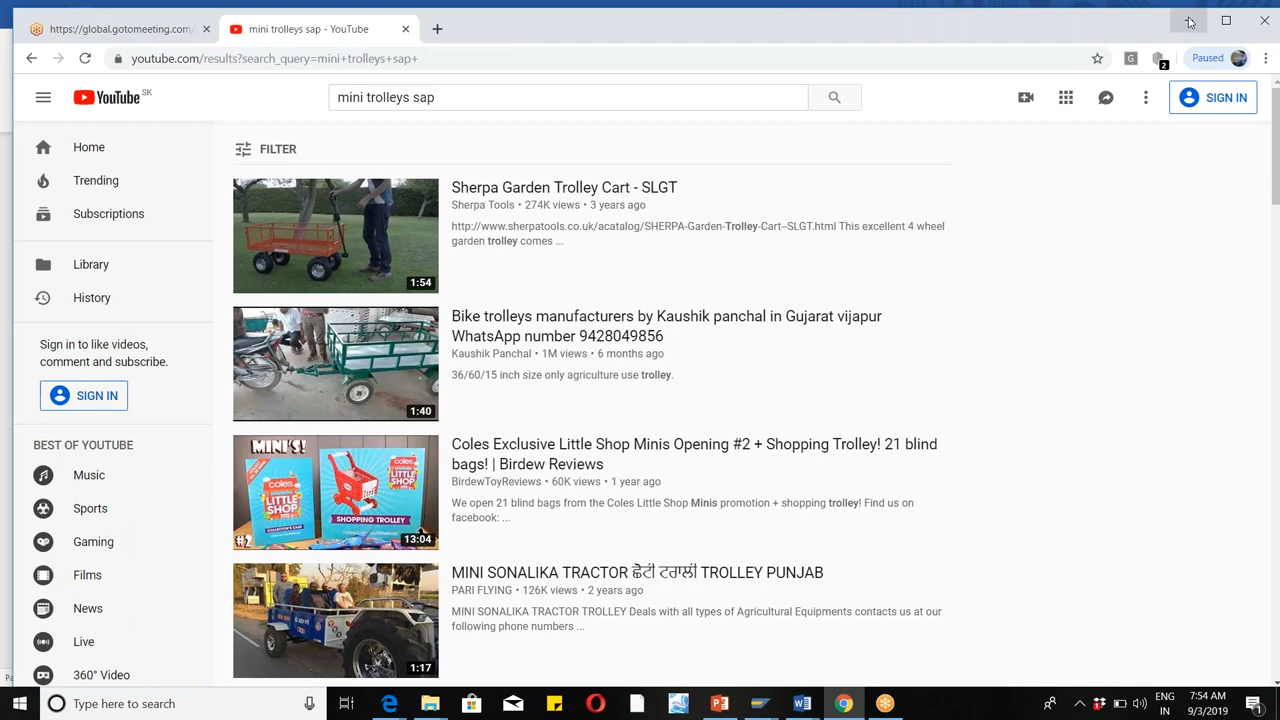 https://global.gotomeeting.com/
mini trolleys sap - YouTube
youtube.com/results?search_query=mini+trolleys+sap+
2
Paused
YouTube SK
mini trolleys sap
SIGN IN
Home
Trending
Subscriptions
Library
History
Sign in to like videos,
comment and subscribe.
SIGN IN
BEST OF YOUTUBE
Music
Sports
Gaming
Films
News
Live
360° Video
FILTER
Sherpa Garden Trolley Cart - SLGT
Sherpa Tools • 274K views • 3 years ago
http://www.sherpatools.co.uk/acatalog/SHERPA-Garden-Trolley-Cart--SLGT.html This excellent 4 wheel
garden trolley comes ...
1:54
Bike trolleys manufacturers by Kaushik panchal in Gujarat vijapur
WhatsApp number 9428049856
Kaushik Panchal • 1M views • 6 months ago
36/60/15 inch size only agriculture use trolley.
1:40
Coles Exclusive Little Shop Minis Opening #2 + Shopping Trolley! 21 blind
bags! | Birdew Reviews
BirdewToyReviews • 60K views • 1 year ago
We open 21 blind bags from the Coles Little Shop Minis promotion + shopping trolley! Find us on
facebook: ...
MINI'S!
coles
LITTLE
SHOP
coles
LITTLE
SHOP
SHOPPING TROLLEY
#2
13:04
MINI SONALIKA TRACTOR ਛੋਟੀ ਟਰਾਲੀ TROLLEY PUNJAB
PARI FLYING • 126K views • 2 years ago
MINI SONALIKA TRACTOR TROLLEY Deals with all types of Agricultural Equipments contacts us at our
following phone numbers ...
1:17
Type here to search
ENG
IN
7:54 AM
9/3/2019
1